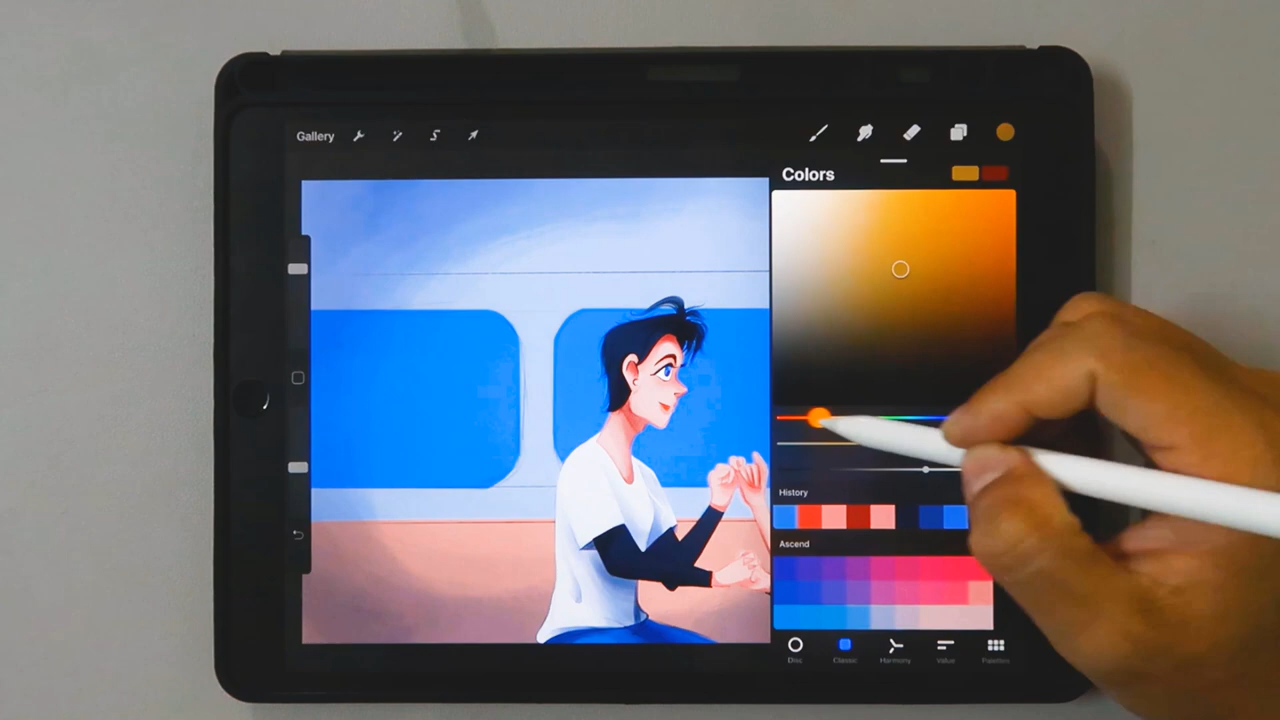 Gallery
Colors
History
Ascend
Disc Classic Harmony Value Palettes